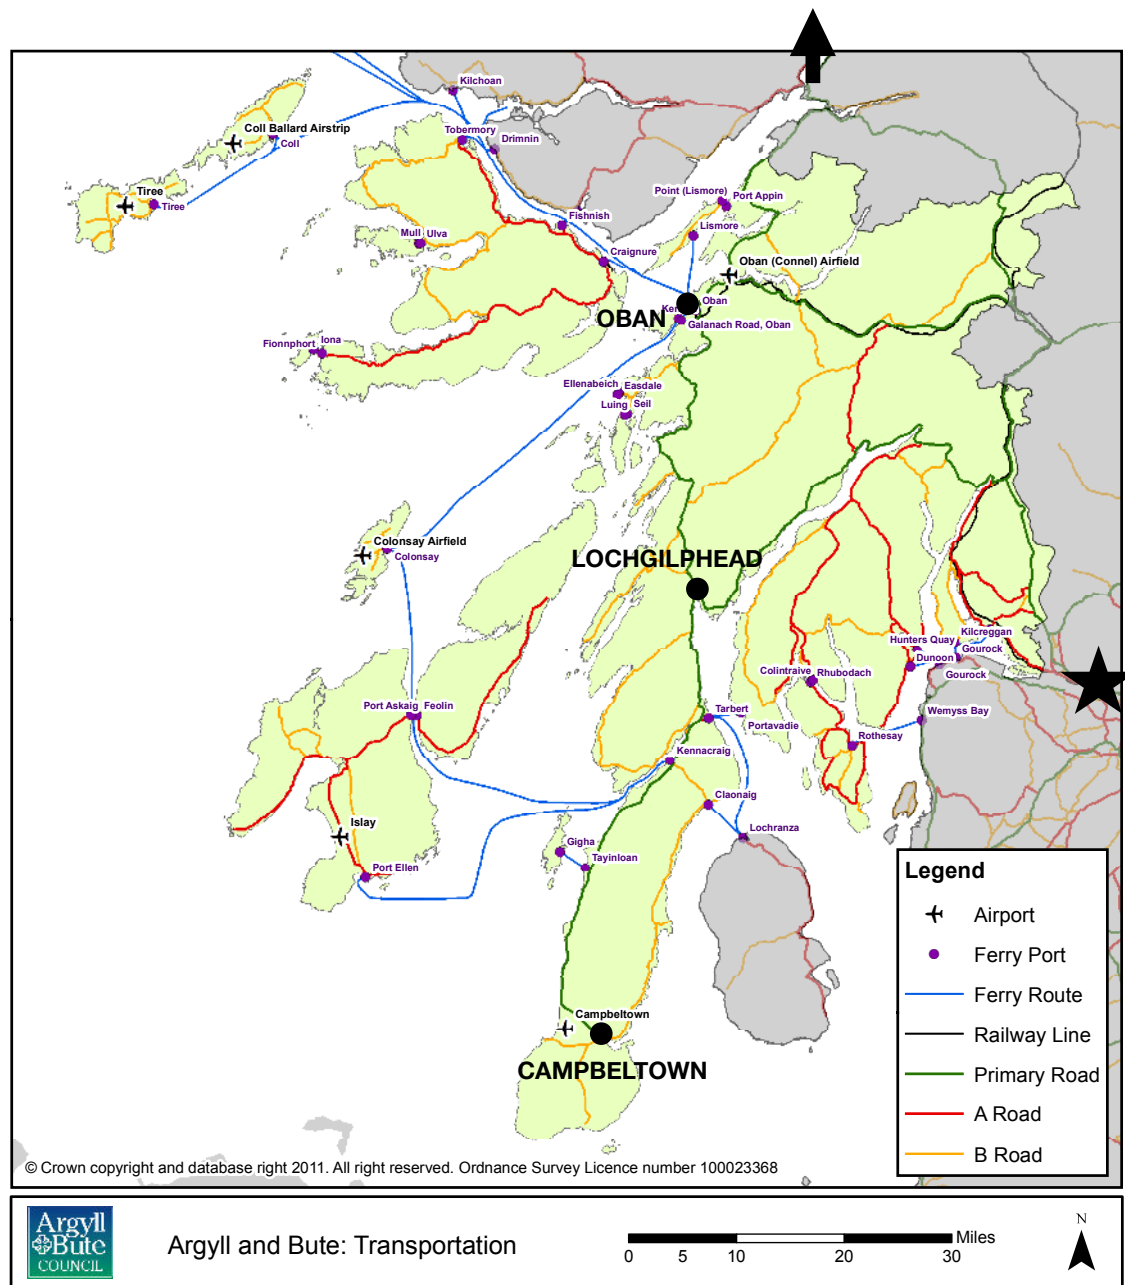 Kilchoan
Coll Ballard Airstrip
Coll
Tobermory
Drimnin
Tiree
Tiree
Point (Lismore)
Port Appin
Fishnish
Lismore
Mull
Ulva
Craignure
Oban (Connel) Airfield
Oban
OBAN
Galanach Road, Oban
Iona
Fionnphort
Ellenabeich
Easdale
Luing
Seil
Colonsay Airfield
Colonsay
LOCHGILPHEAD
Kilcreggan
Hunters Quay
Gourock
Dunoon
Gourock
Colintraive
Rhubodach
Port Askaig
Feolin
Tarbert
Portavadie
Wemyss Bay
Rothesay
Kennacraig
Claonaig
Islay
Lochranza
Gigha
Tayinloan
Port Ellen
Campbeltown
CAMPBELTOWN
Legend
Airport
Ferry Port
Ferry Route
Railway Line
Primary Road
A Road
B Road
© Crown copyright and database right 2011. All right reserved. Ordnance Survey Licence number 100023368
Argyll
&Bute
COUNCIL
Argyll and Bute: Transportation
Miles
0 5 10 20 30
N